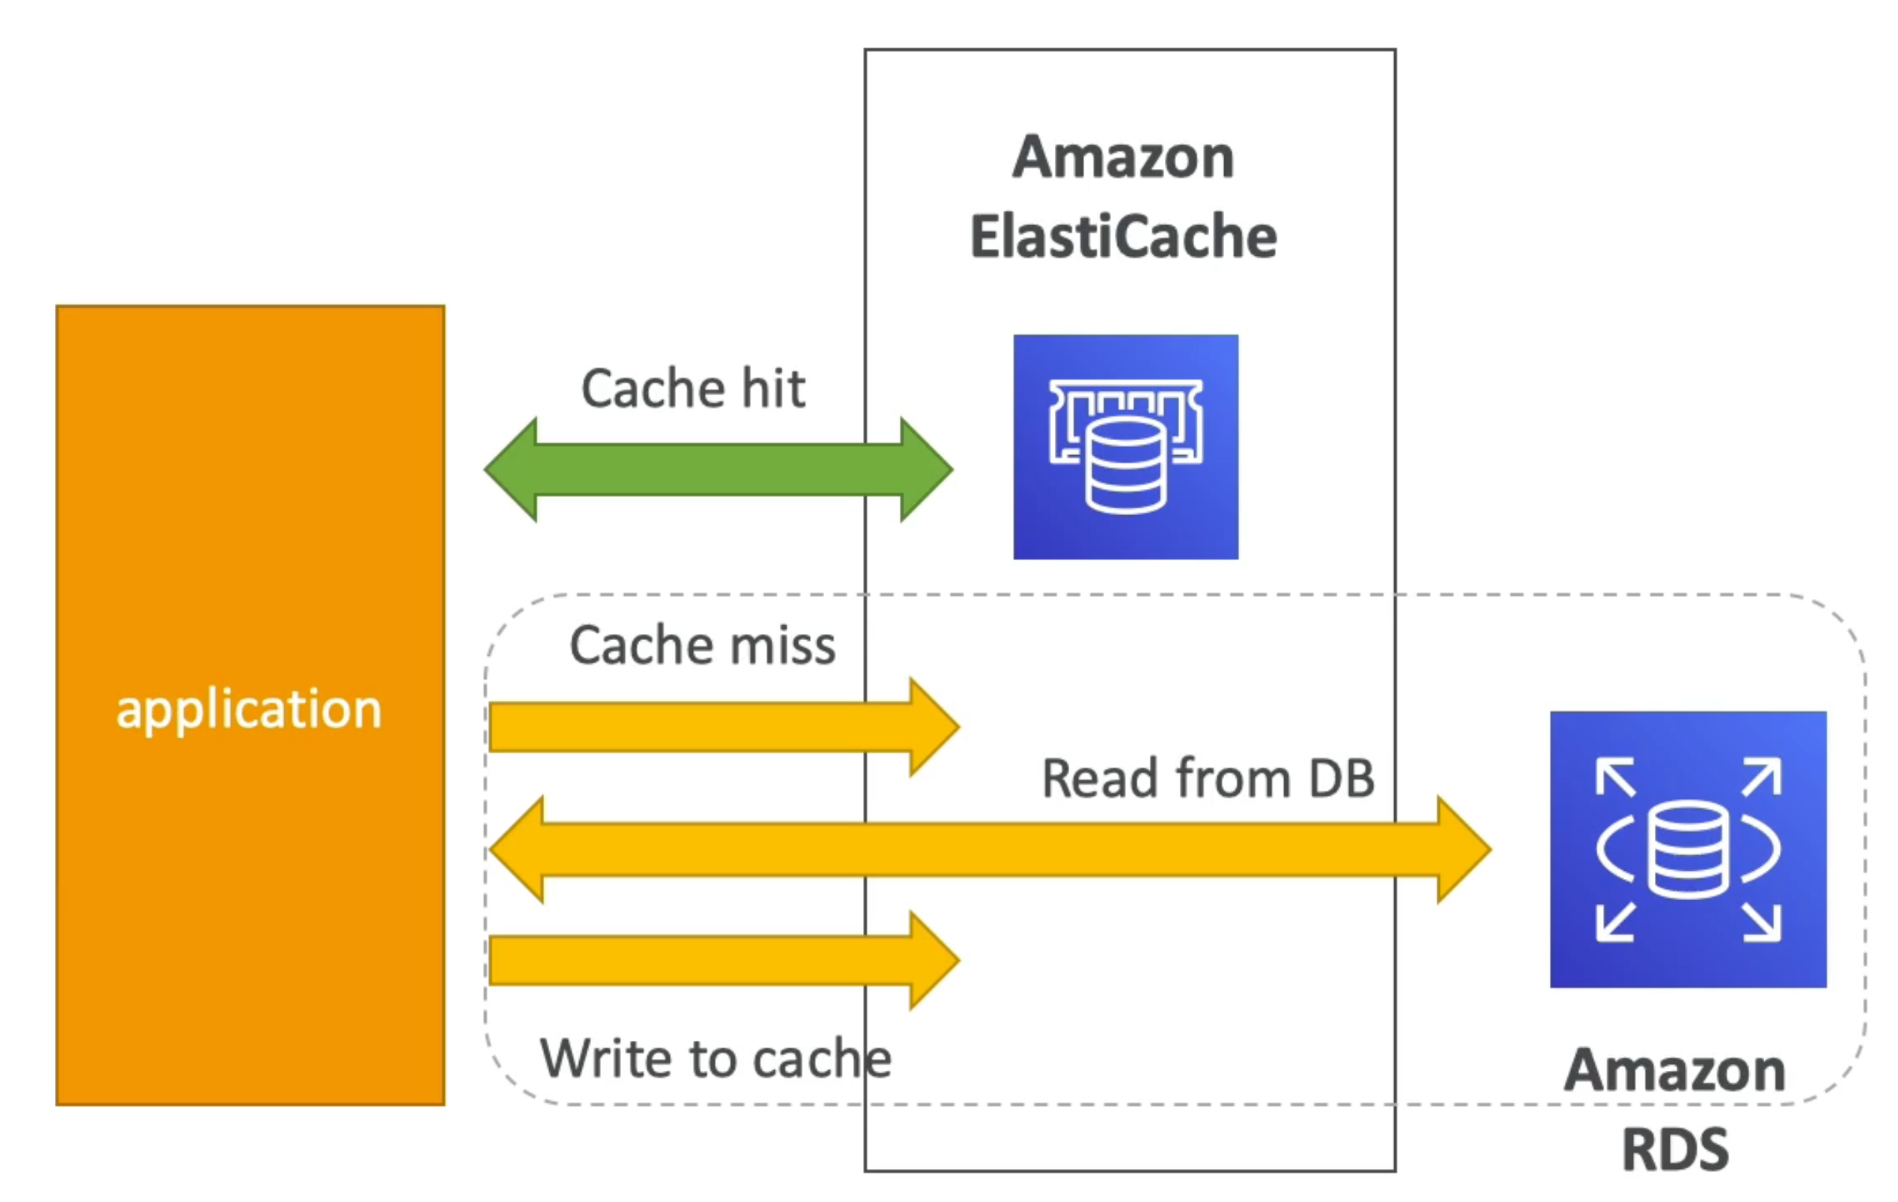 Amazon
ElastiCache
Cache hit
application
Cache miss
Read from DB
Write to cache
Amazon
RDS